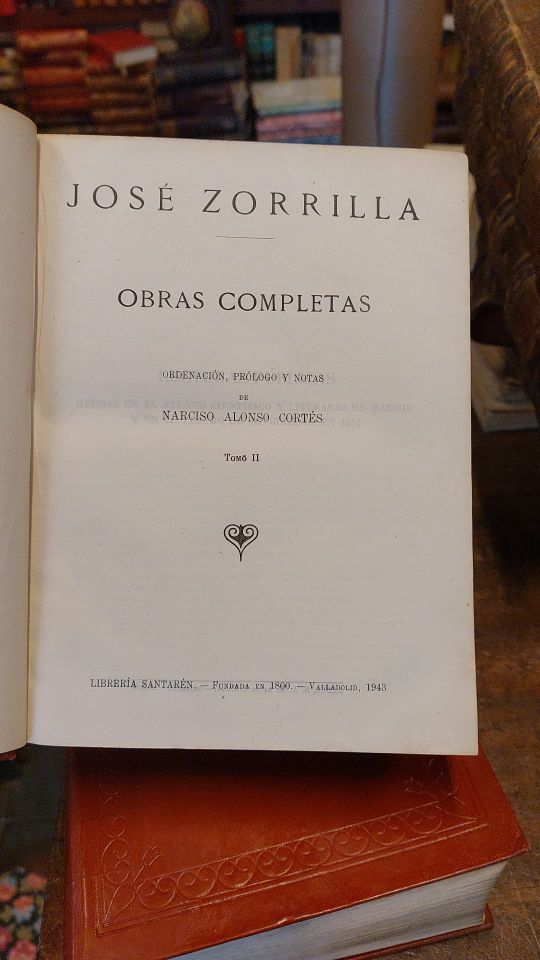 JOSÉ ZORRILLA
OBRAS COMPLETAS
ORDENACIÓN, PRÓLOGO Y NOTAS
DE
NARCISO ALONSO CORTÉS
Tomo II
LIBRERÍA SANTARÉN. — Fundada en 1800. — Valladolid, 1943